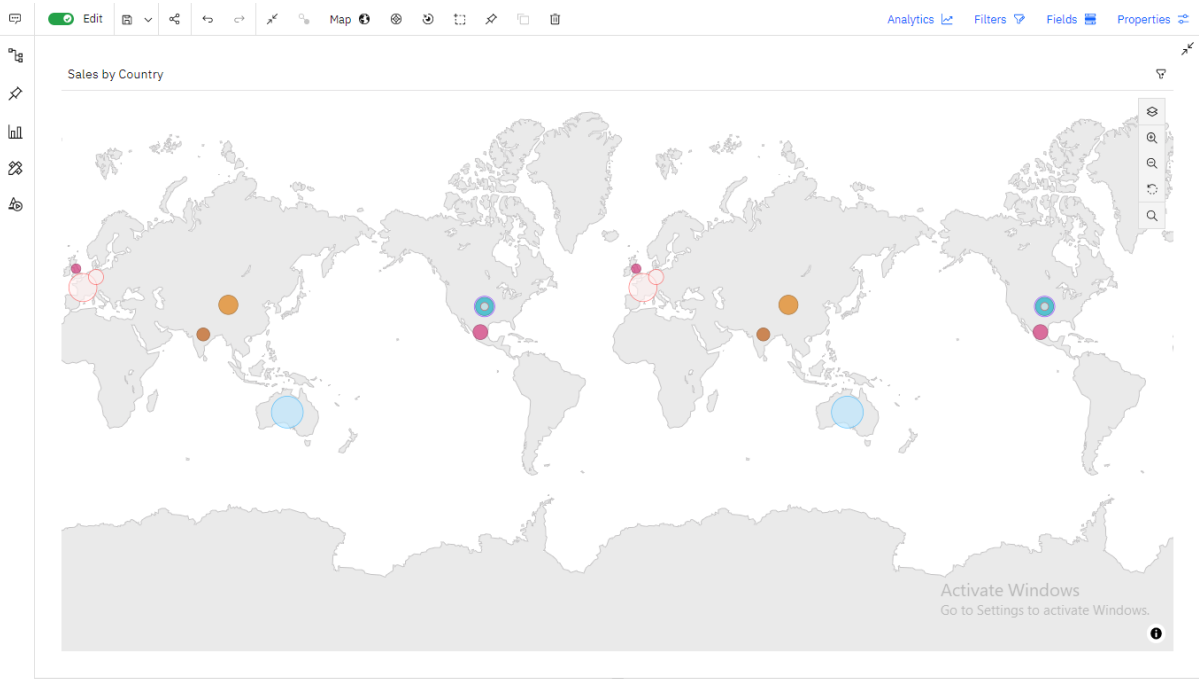 Edit
Map
Analytics
Filters
Fields
Properties
Sales by Country
Activate Windows
Go to Settings to activate Windows.